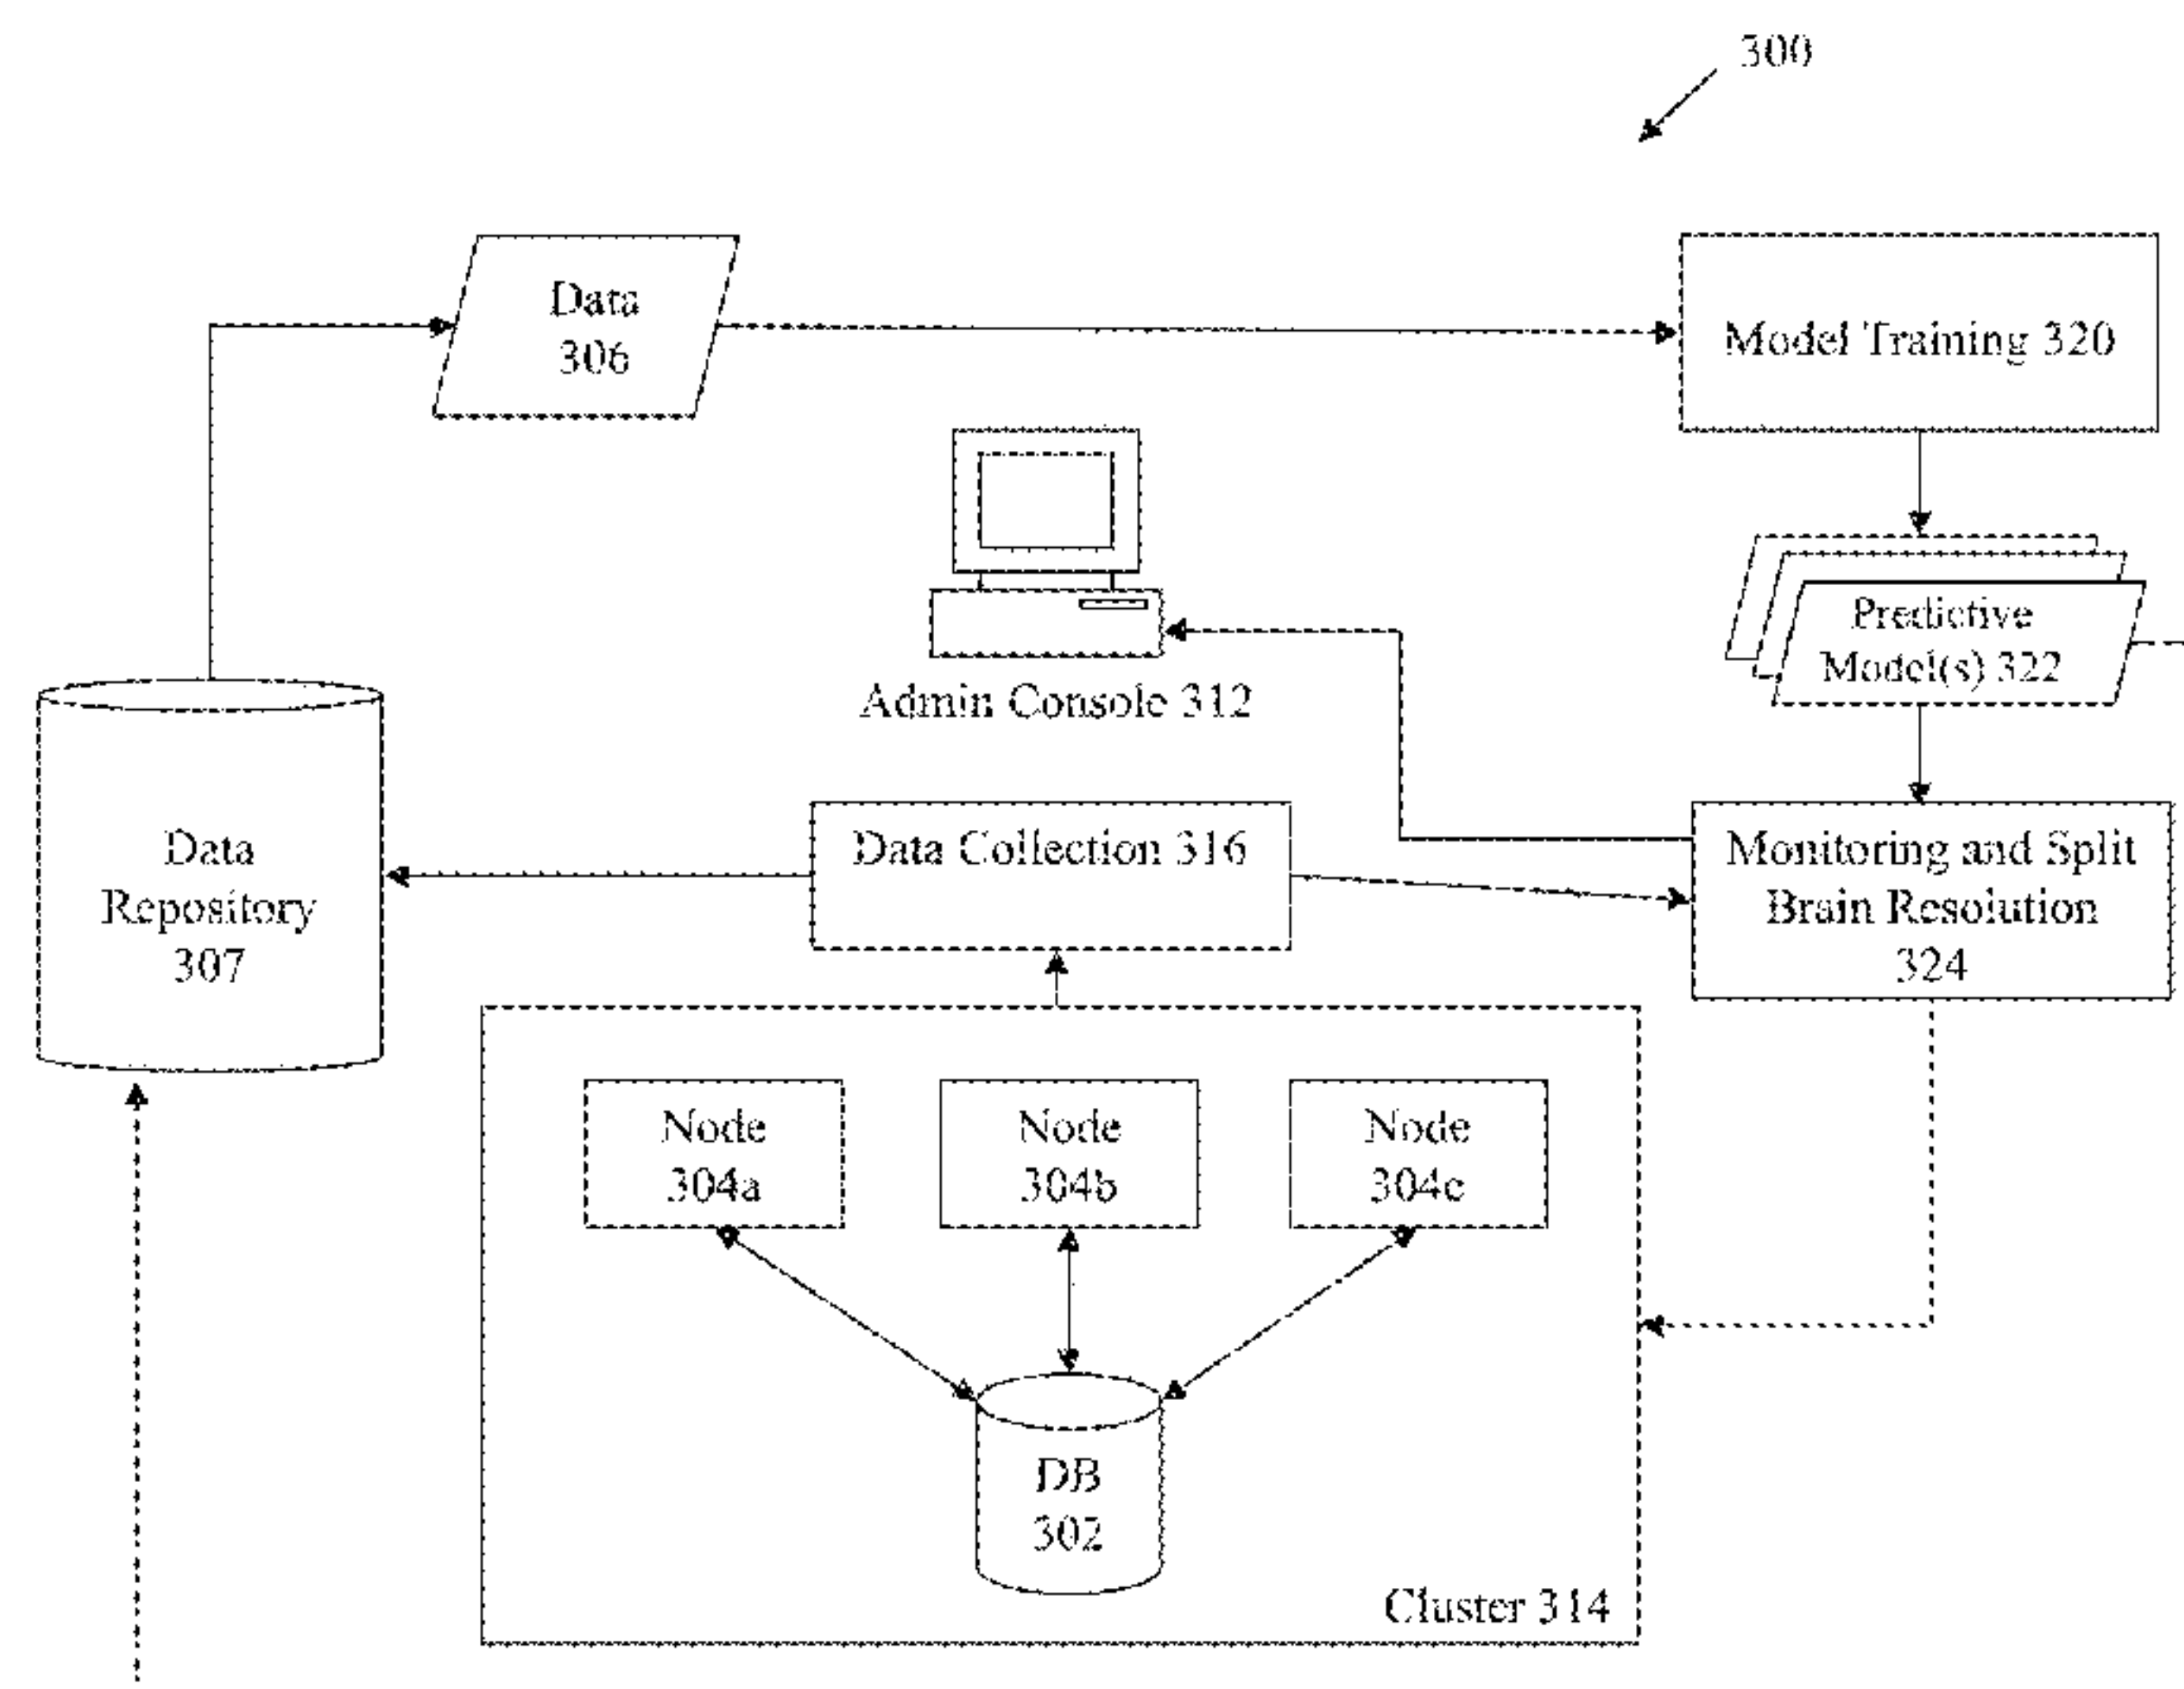 300
Data
306
Model Training 320
Predictive
Model(s) 322
Admin Console 312
Data
Repository
307
Data Collection 316
Monitoring and Split
Brain Resolution
324
Node
304a
Node
304b
Node
304c
DB
302
Cluster 314